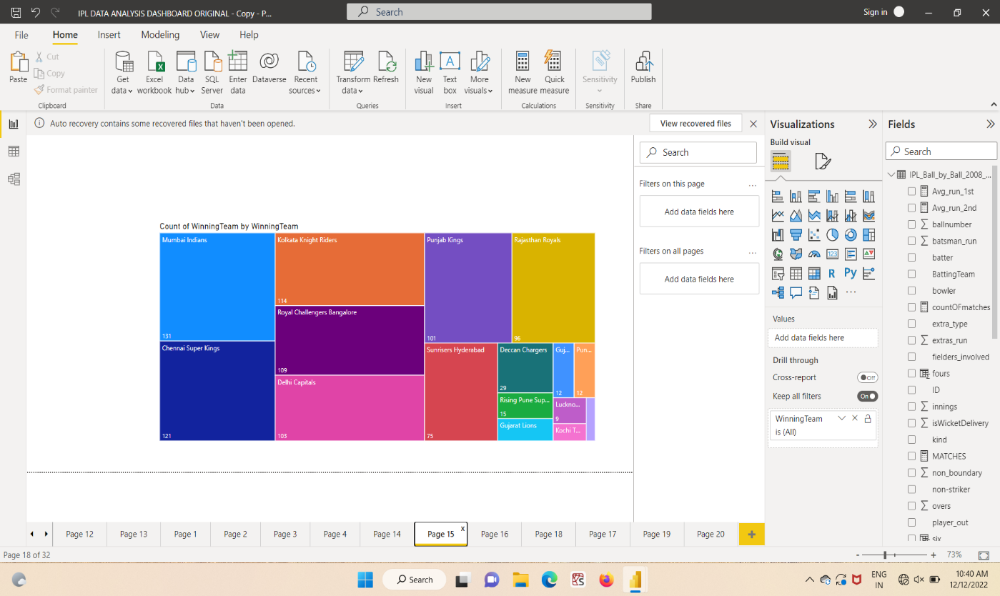 IPL DATA ANALYSIS DASHBOARD ORIGINAL - Copy - P...
Search
Sign in
File
Home
Insert
Modeling
View
Help
Paste
Cut
Copy
Format painter
Clipboard
Get data
Excel workbook
Data hub
SQL Server
Enter data
Dataverse
Recent sources
Data
Transform data
Refresh
Queries
New visual
Text box
More visuals
Insert
New measure
Quick measure
Calculations
Sensitivity
Sensitivity
Publish
Share
Auto recovery contains some recovered files that haven't been opened.
View recovered files
Count of WinningTeam by WinningTeam
Mumbai Indians
131
Chennai Super Kings
121
Kolkata Knight Riders
114
Royal Challengers Bangalore
109
Delhi Capitals
103
Punjab Kings
101
Rajasthan Royals
96
Sunrisers Hyderabad
75
Deccan Chargers
29
Rising Pune Sup...
15
Gujarat Lions
Guj...
12
Pun...
12
Luckno...
9
Kochi T...
Search
Filters on this page
...
Add data fields here
Filters on all pages
...
Add data fields here
Visualizations
Build visual
123
R
Py
...
Values
Add data fields here
Drill through
Cross-report
Off
Keep all filters
On
WinningTeam
is (All)
Fields
Search
IPL_Ball_by_Ball_2008_...
Avg_run_1st
Avg_run_2nd
ballnumber
batsman_run
batter
BattingTeam
bowler
countOFmatches
extra_type
extras_run
fielders_involved
fours
ID
innings
isWicketDelivery
kind
MATCHES
non_boundary
non-striker
overs
player_out
six
Page 12
Page 13
Page 1
Page 2
Page 3
Page 4
Page 14
Page 15
x
Page 16
Page 18
Page 17
Page 19
Page 20
+
Page 18 of 32
-
+
73%
Search
ENG
IN
10:40 AM
12/12/2022